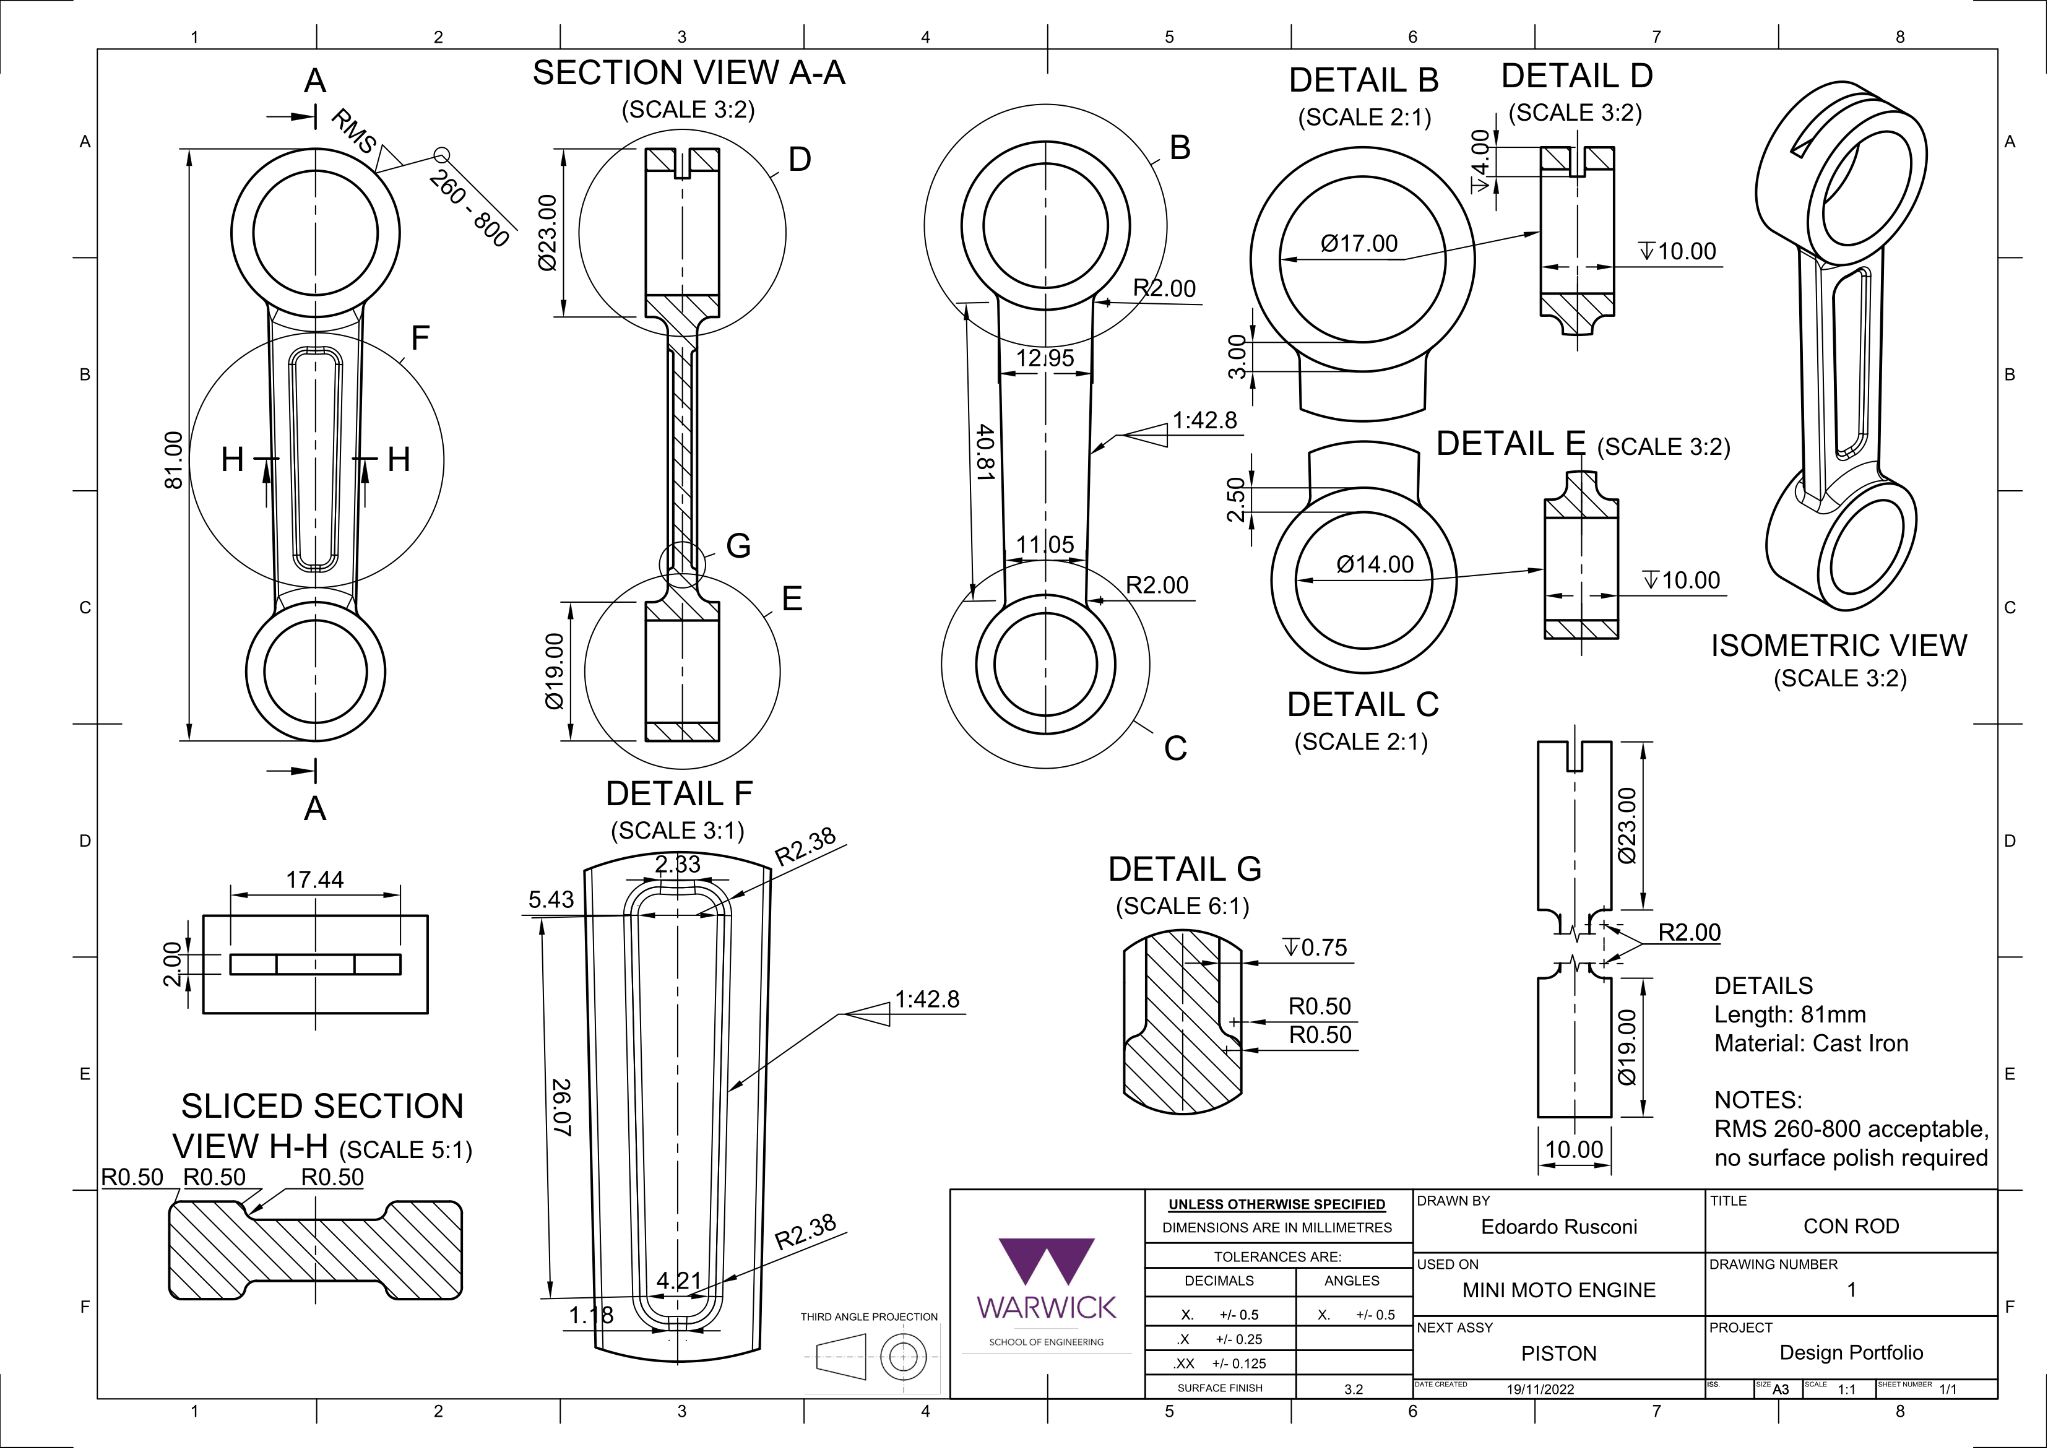 1 2 3 4 5 6 7 8
A
B
C
D
E
F
A
RMS
260 - 800
81.00
F
H H
A
SECTION VIEW A-A
(SCALE 3:2)
D
Ø23.00
G
E
Ø19.00
B
R2.00
12.95
40.81
1:42.8
11.05
R2.00
C
DETAIL B
(SCALE 2:1)
Ø17.00
3.00
DETAIL D
(SCALE 3:2)
↧4.00
↧10.00
DETAIL E (SCALE 3:2)
2.50
Ø14.00
↧10.00
DETAIL C
(SCALE 2:1)
ISOMETRIC VIEW
(SCALE 3:2)
17.44
2.00
SLICED SECTION
VIEW H-H (SCALE 5:1)
R0.50 R0.50 R0.50
DETAIL F
(SCALE 3:1)
2.33
R2.38
5.43
1:42.8
26.07
R2.38
4.21
1.18
DETAIL G
(SCALE 6:1)
↧0.75
R0.50
R0.50
Ø23.00
R2.00
Ø19.00
10.00
DETAILS
Length: 81mm
Material: Cast Iron
NOTES:
RMS 260-800 acceptable,
no surface polish required
THIRD ANGLE PROJECTION
WARWICK
SCHOOL OF ENGINEERING
UNLESS OTHERWISE SPECIFIED
DIMENSIONS ARE IN MILLIMETRES
TOLERANCES ARE:
DECIMALS ANGLES
X. +/- 0.5 X. +/- 0.5
.X +/- 0.25
.XX +/- 0.125
SURFACE FINISH 3.2
DRAWN BY
Edoardo Rusconi
USED ON
MINI MOTO ENGINE
NEXT ASSY
PISTON
DATE CREATED 19/11/2022
TITLE
CON ROD
DRAWING NUMBER
1
PROJECT
Design Portfolio
ISS. SIZE A3 SCALE 1:1 SHEET NUMBER 1/1
A
B
C
D
E
F
1 2 3 4 5 6 7 8